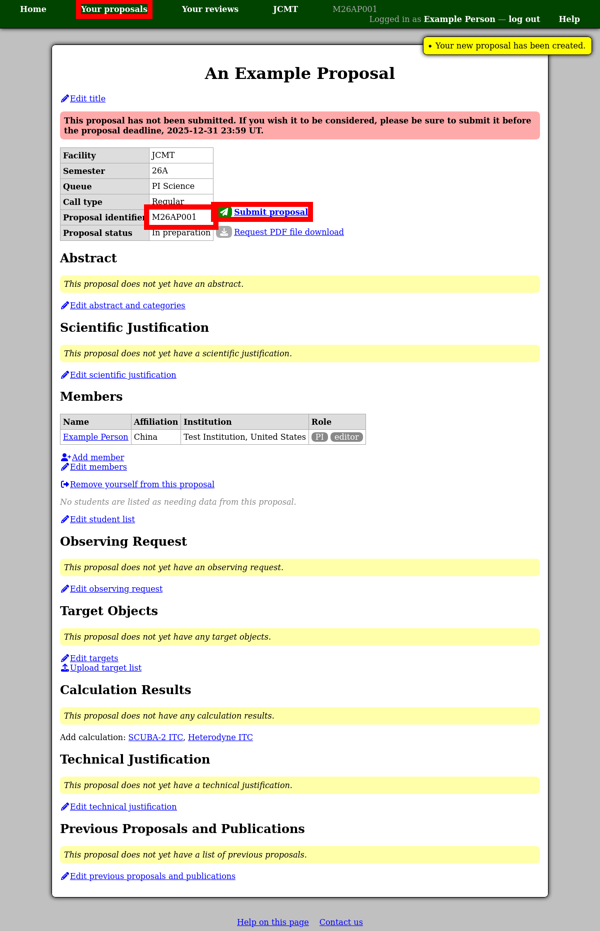 Home Your proposals Your reviews JCMT M26AP001
Logged in as Example Person — log out Help
• Your new proposal has been created.
An Example Proposal
Edit title
This proposal has not been submitted. If you wish it to be considered, please be sure to submit it before
the proposal deadline, 2025-12-31 23:59 UT.
Facility JCMT
Semester 26A
Queue PI Science
Call type Regular
Proposal identifier M26AP001 Submit proposal
Proposal status In preparation Request PDF file download
Abstract
This proposal does not yet have an abstract.
Edit abstract and categories
Scientific Justification
This proposal does not yet have a scientific justification.
Edit scientific justification
Members
Name Affiliation Institution Role
Example Person China Test Institution, United States PI editor
Add member
Edit members
Remove yourself from this proposal
No students are listed as needing data from this proposal.
Edit student list
Observing Request
This proposal does not yet have an observing request.
Edit observing request
Target Objects
This proposal does not yet have any target objects.
Edit targets
Upload target list
Calculation Results
This proposal does not have any calculation results.
Add calculation: SCUBA-2 ITC, Heterodyne ITC
Technical Justification
This proposal does not yet have a technical justification.
Edit technical justification
Previous Proposals and Publications
This proposal does not yet have a list of previous proposals.
Edit previous proposals and publications
Help on this page Contact us